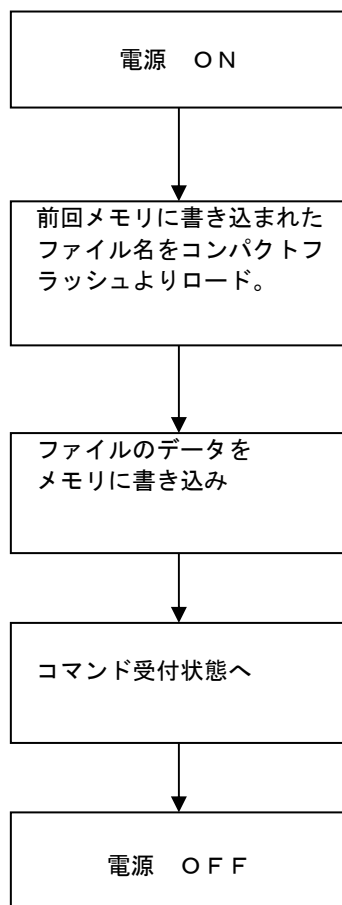 電源　ＯＮ
前回メモリに書き込まれた
ファイル名をコンパクトフ
ラッシュよりロード。
ファイルのデータを
メモリに書き込み
コマンド受付状態へ
電源　ＯＦＦ